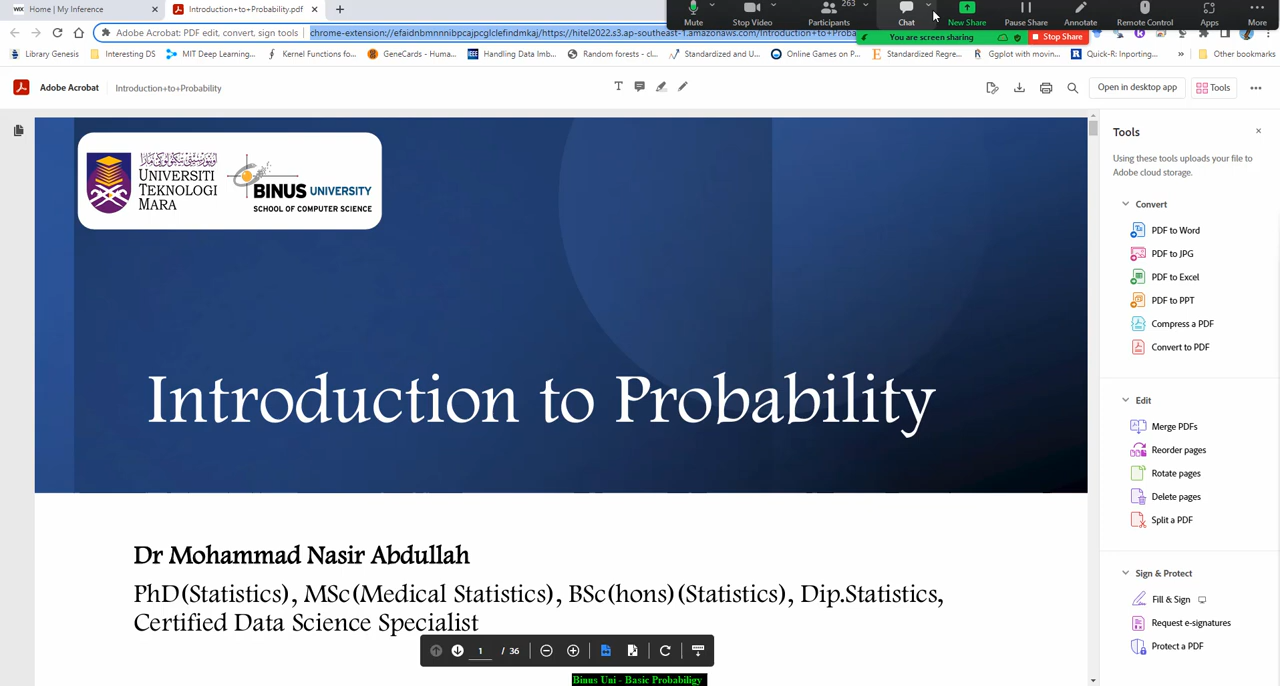 Home | My Inference
Introduction+to+Probability.pdf
Mute
Stop Video
263
Participants
Chat
New Share
Pause Share
Annotate
Remote Control
Apps
More
Adobe Acrobat: PDF edit, convert, sign tools
chrome-extension://efaidnbmnnnibpcajpcglclefindmkaj/https://hitel2022.s3.ap-southeast-1.amazonaws.com/Introduction+to+Proba
You are screen sharing
Stop Share
Library Genesis
Interesting DS
MIT Deep Learning...
Kernel Functions fo...
GeneCards - Human...
Handling Data Imb...
Random forests - cl...
Standardized and U...
Online Games on P...
Standardized Regre...
Ggplot with movin...
Quick-R: Inporting...
»
Other bookmarks
Adobe Acrobat
Introduction+to+Probability
Open in desktop app
Tools
UNIVERSITI
TEKNOLOGI
MARA
BINUS UNIVERSITY
SCHOOL OF COMPUTER SCIENCE
Introduction to Probability
Dr Mohammad Nasir Abdullah
PhD(Statistics), MSc(Medical Statistics), BSc(hons)(Statistics), Dip.Statistics,
Certified Data Science Specialist
1 / 36
Binus Uni - Basic Probabiligy
Tools
Using these tools uploads your file to
Adobe cloud storage.
Convert
PDF to Word
PDF to JPG
PDF to Excel
PDF to PPT
Compress a PDF
Convert to PDF
Edit
Merge PDFs
Reorder pages
Rotate pages
Delete pages
Split a PDF
Sign & Protect
Fill & Sign
Request e-signatures
Protect a PDF